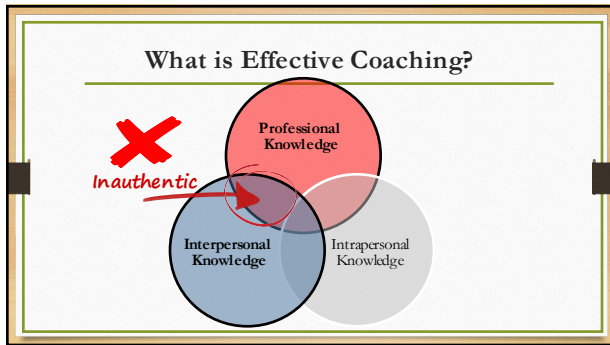 What is Effective Coaching?
Professional
Knowledge
Inauthentic
Interpersonal
Knowledge
Intrapersonal
Knowledge